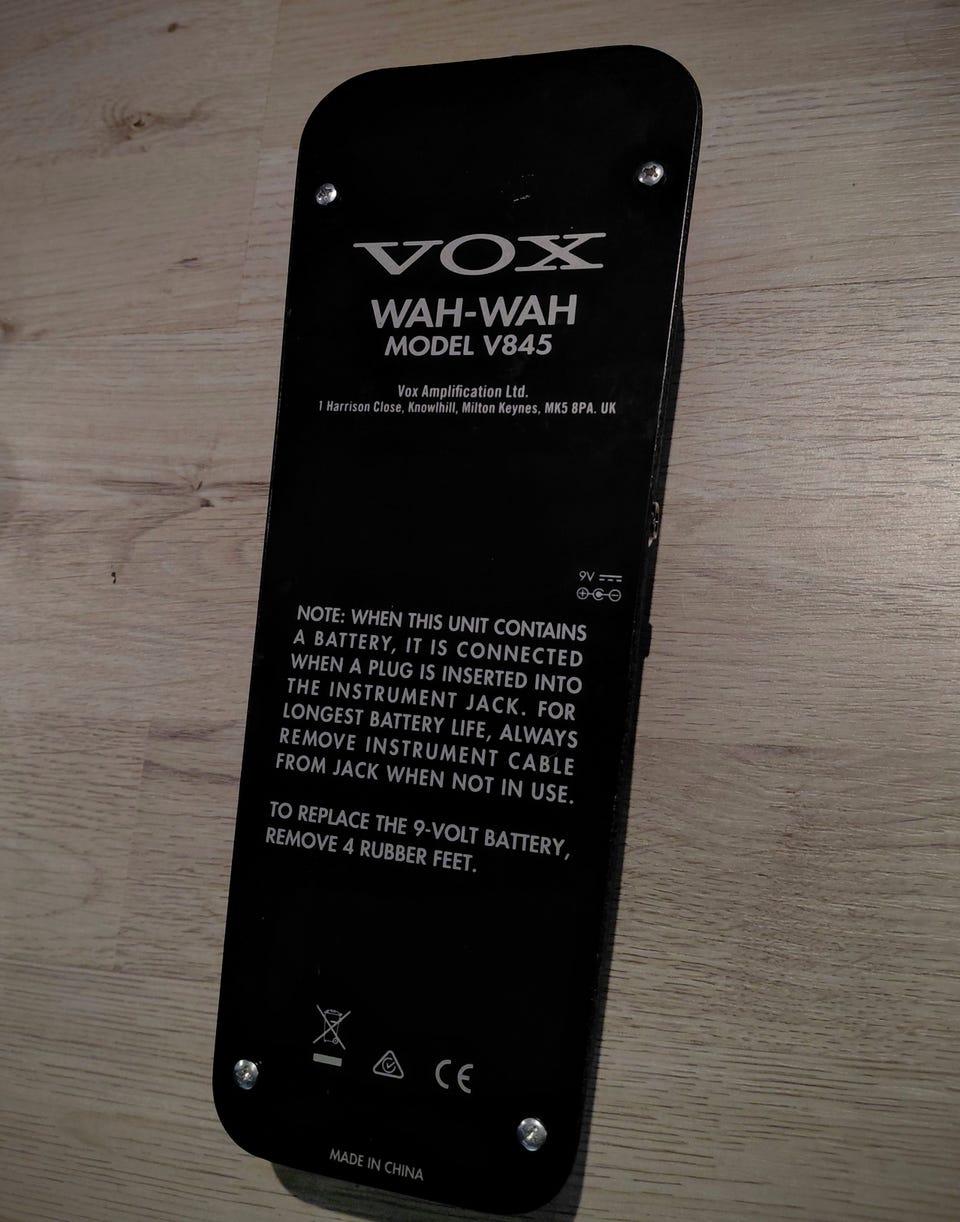 VOX
WAH-WAH
MODEL V845
Vox Amplification Ltd.
1 Harrison Close, Knowlhill, Milton Keynes, MK5 8PA. UK
9V
NOTE: WHEN THIS UNIT CONTAINS
A BATTERY, IT IS CONNECTED
WHEN A PLUG IS INSERTED INTO
THE INSTRUMENT JACK. FOR
LONGEST BATTERY LIFE, ALWAYS
REMOVE INSTRUMENT CABLE
FROM JACK WHEN NOT IN USE.
TO REPLACE THE 9-VOLT BATTERY,
REMOVE 4 RUBBER FEET.
CE
MADE IN CHINA